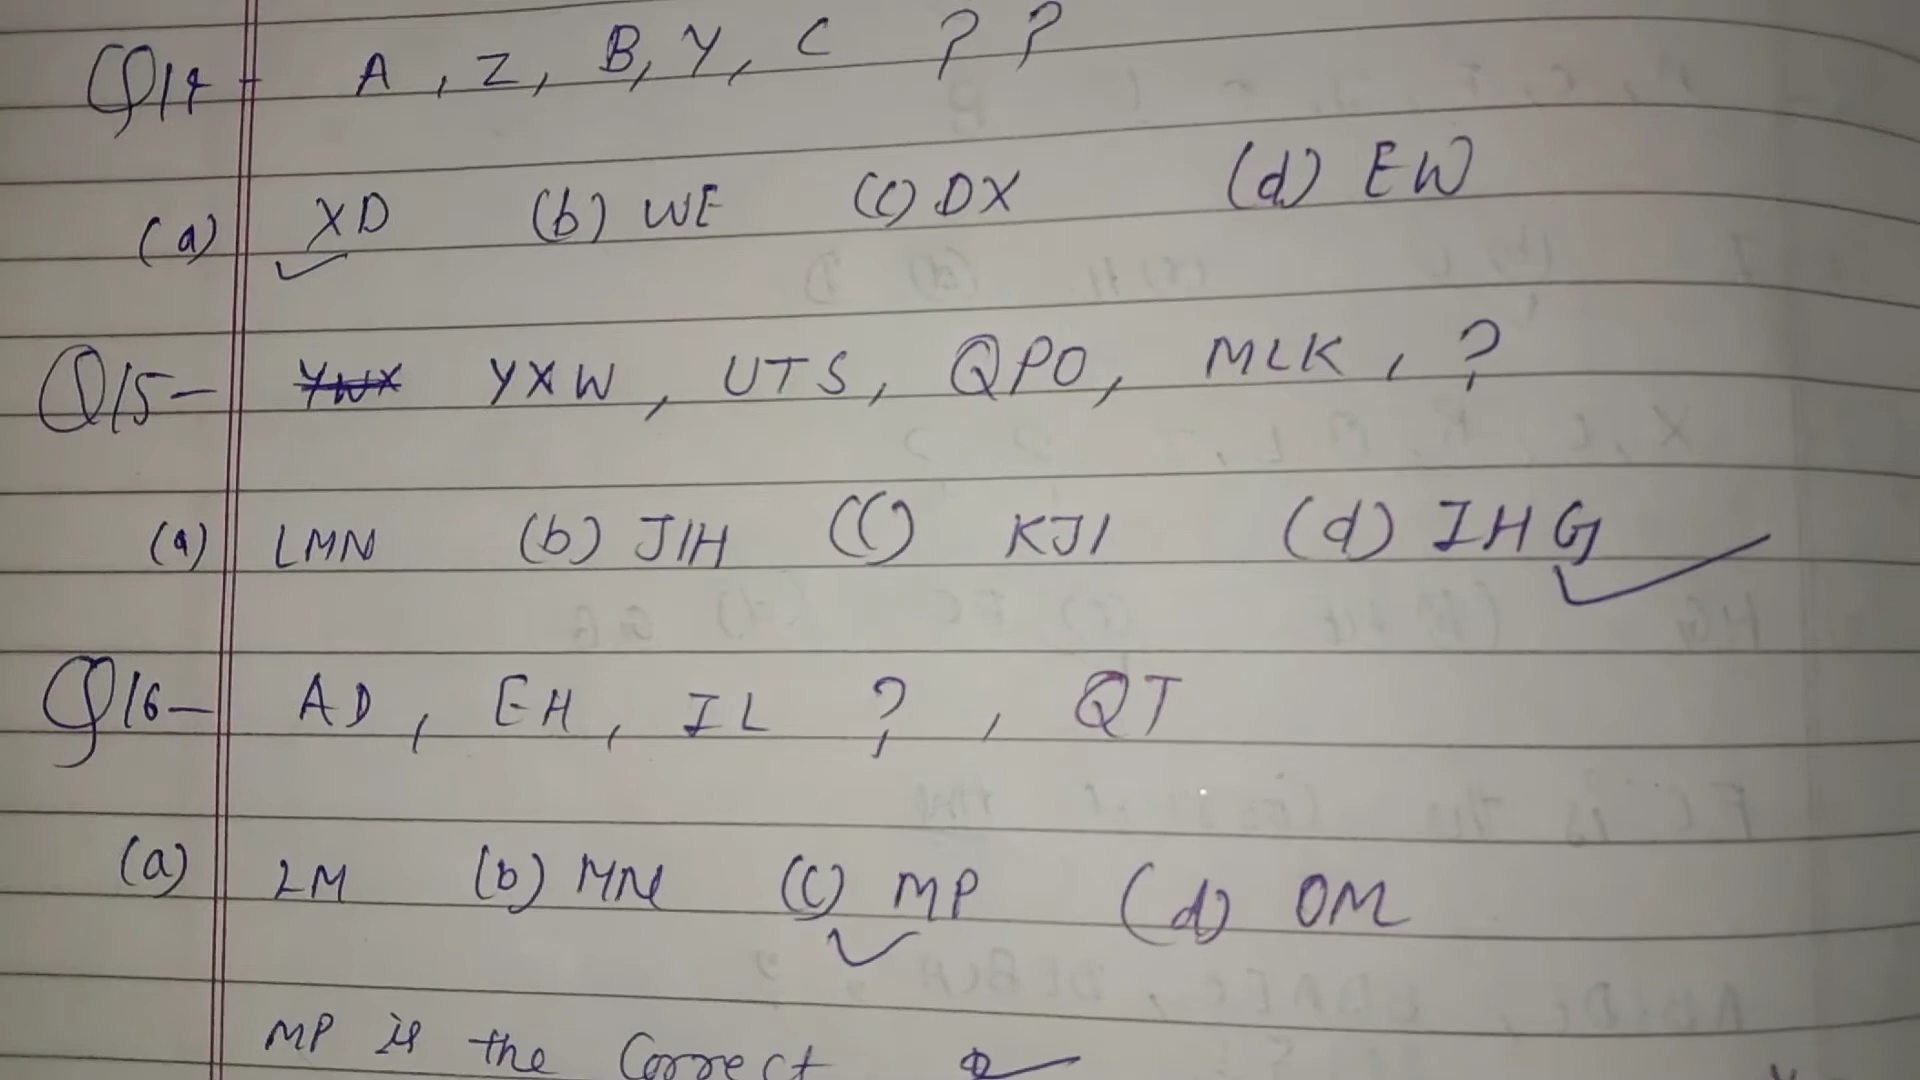 Q14- A, Z, B, Y, C ? ?
(a) XD (b) WE (c) DX (d) EW
Q15- YXW, UTS, QPO, MLK, ?
(a) LMN (b) JIH (c) KJI (d) IHG
Q16- AD, EH, IL ?, QT
(a) LM (b) MN (c) MP (d) OM
MP is the Correct